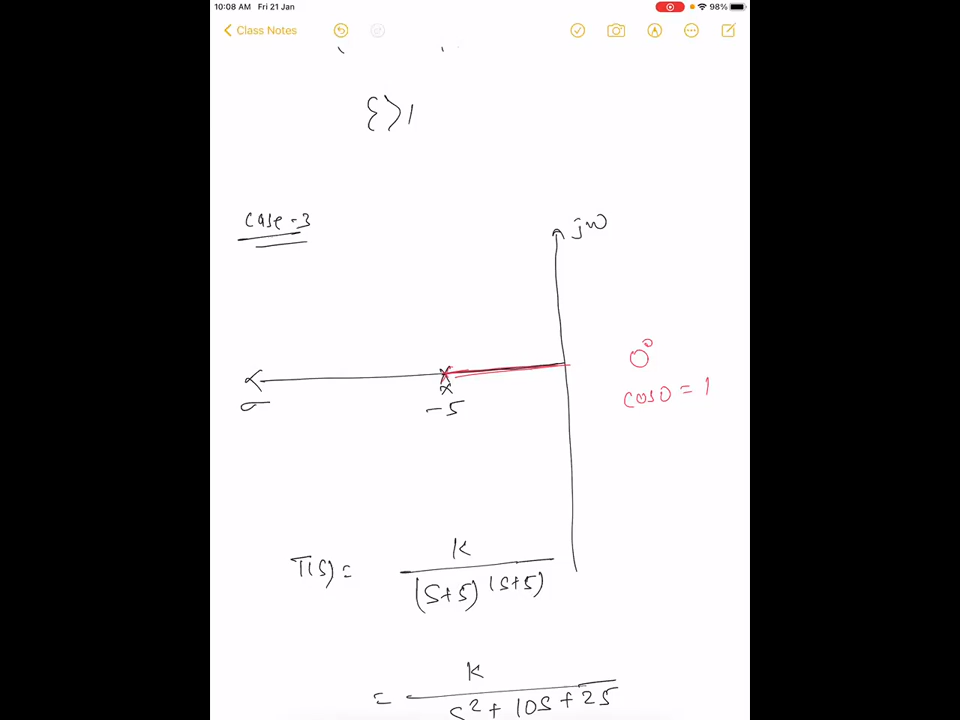 10:08 AM Fri 21 Jan
98%
Class Notes
ξ>1
Case-3
jω
0°
cos0 = 1
σ
-5
T(S) = K / (S+5) (S+5)
= K / S² + 10S + 25